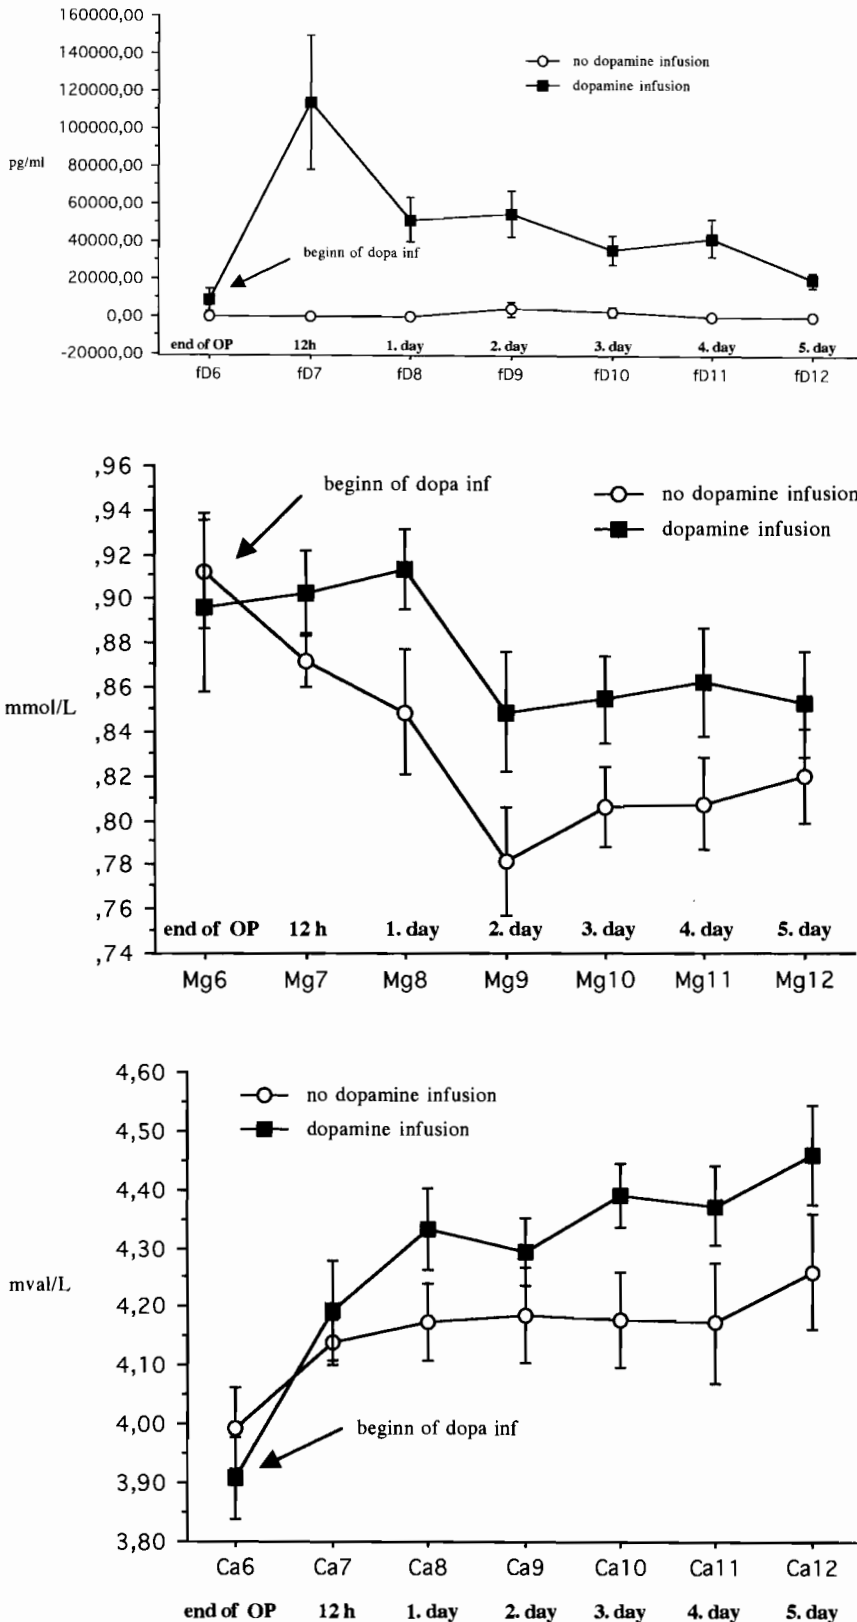 160000,00
140000,00
120000,00
100000,00
80000,00
60000,00
40000,00
20000,00
0,00
-20000,00
pg/ml
no dopamine infusion
dopamine infusion
beginn of dopa inf
end of OP 12h 1. day 2. day 3. day 4. day 5. day
fD6 fD7 fD8 fD9 fD10 fD11 fD12
,96
,94
,92
,90
,88
,86
,84
,82
,80
,78
,76
,74
mmol/L
beginn of dopa inf
no dopamine infusion
dopamine infusion
end of OP 12 h 1. day 2. day 3. day 4. day 5. day
Mg6 Mg7 Mg8 Mg9 Mg10 Mg11 Mg12
4,60
4,50
4,40
4,30
4,20
4,10
4,00
3,90
3,80
mval/L
no dopamine infusion
dopamine infusion
beginn of dopa inf
Ca6 Ca7 Ca8 Ca9 Ca10 Ca11 Ca12
end of OP 12 h 1. day 2. day 3. day 4. day 5. day